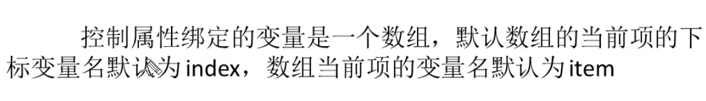 控制属性绑定的变量是一个数组，默认数组的当前项的下
标变量名默认为index，数组当前项的变量名默认为item